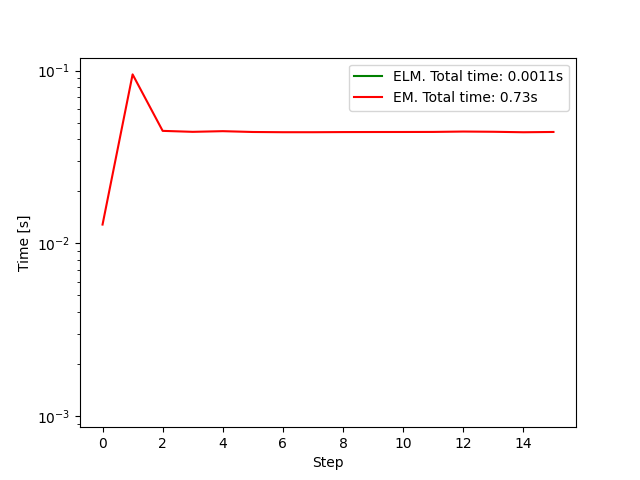 ELM. Total time: 0.0011s
EM. Total time: 0.73s
10⁻¹
10⁻²
10⁻³
Time [s]
0 2 4 6 8 10 12 14
Step